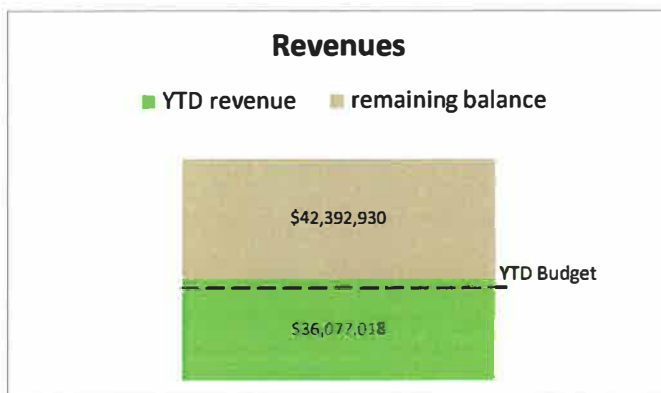 Revenues
YTD revenue remaining balance
$42,392,930
YTD Budget
$36,077,018